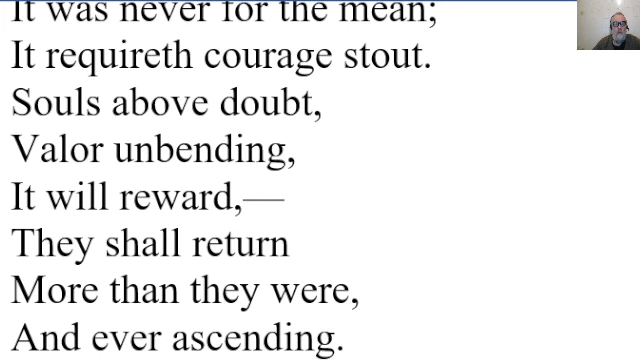 It was never for the mean;
It requireth courage stout.
Souls above doubt,
Valor unbending,
It will reward,—
They shall return
More than they were,
And ever ascending.